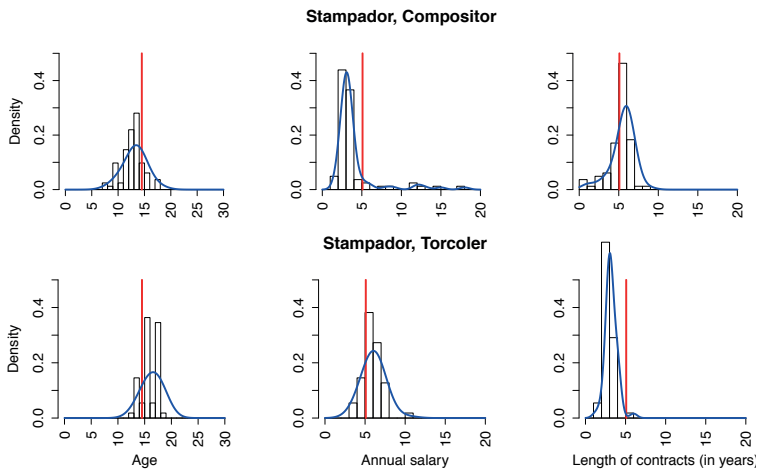 Stampador, Compositor
Density
0.0 0.2 0.4
0 5 10 15 20 25 30
0.0 0.2 0.4
0 5 10 15 20
0.0 0.2 0.4
0 5 10 15 20
Stampador, Torcoler
Density
0.0 0.2 0.4
0 5 10 15 20 25 30
Age
0.0 0.2 0.4
0 5 10 15 20
Annual salary
0.0 0.2 0.4
0 5 10 15 20
Length of contracts (in years)